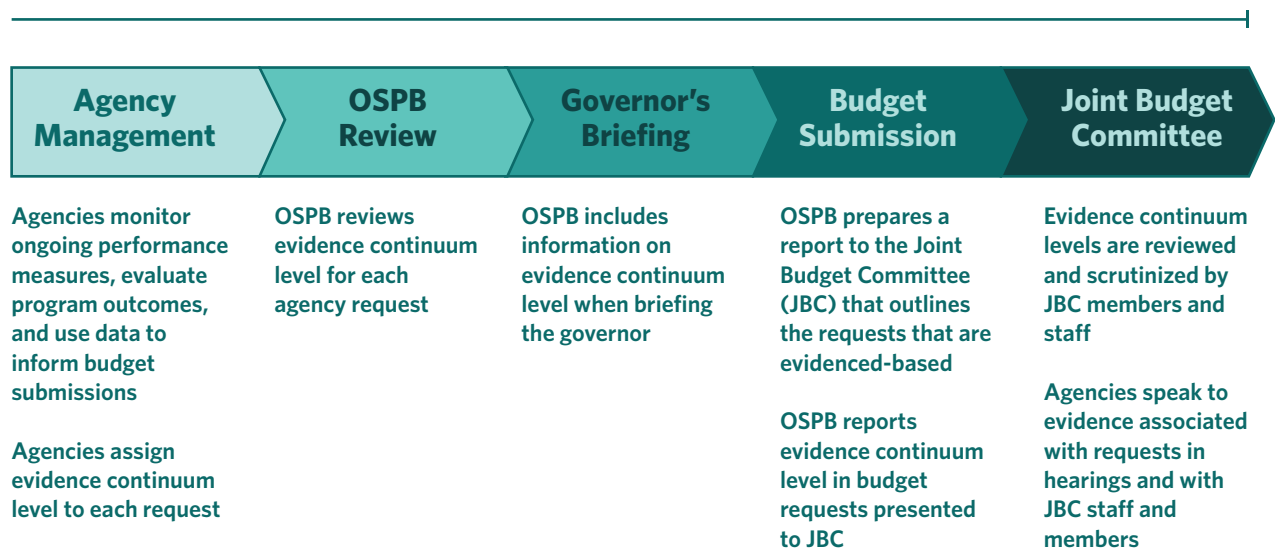 Agency
Management
OSPB
Review
Governor's
Briefing
Budget
Submission
Joint Budget
Committee
Agencies monitor
ongoing performance
measures, evaluate
program outcomes,
and use data to
inform budget
submissions
Agencies assign
evidence continuum
level to each request
OSPB reviews
evidence continuum
level for each
agency request
OSPB includes
information on
evidence continuum
level when briefing
the governor
OSPB prepares a
report to the Joint
Budget Committee
(JBC) that outlines
the requests that are
evidenced-based
OSPB reports
evidence continuum
level in budget
requests presented
to JBC
Evidence continuum
levels are reviewed
and scrutinized by
JBC members and
staff
Agencies speak to
evidence associated
with requests in
hearings and with
JBC staff and
members